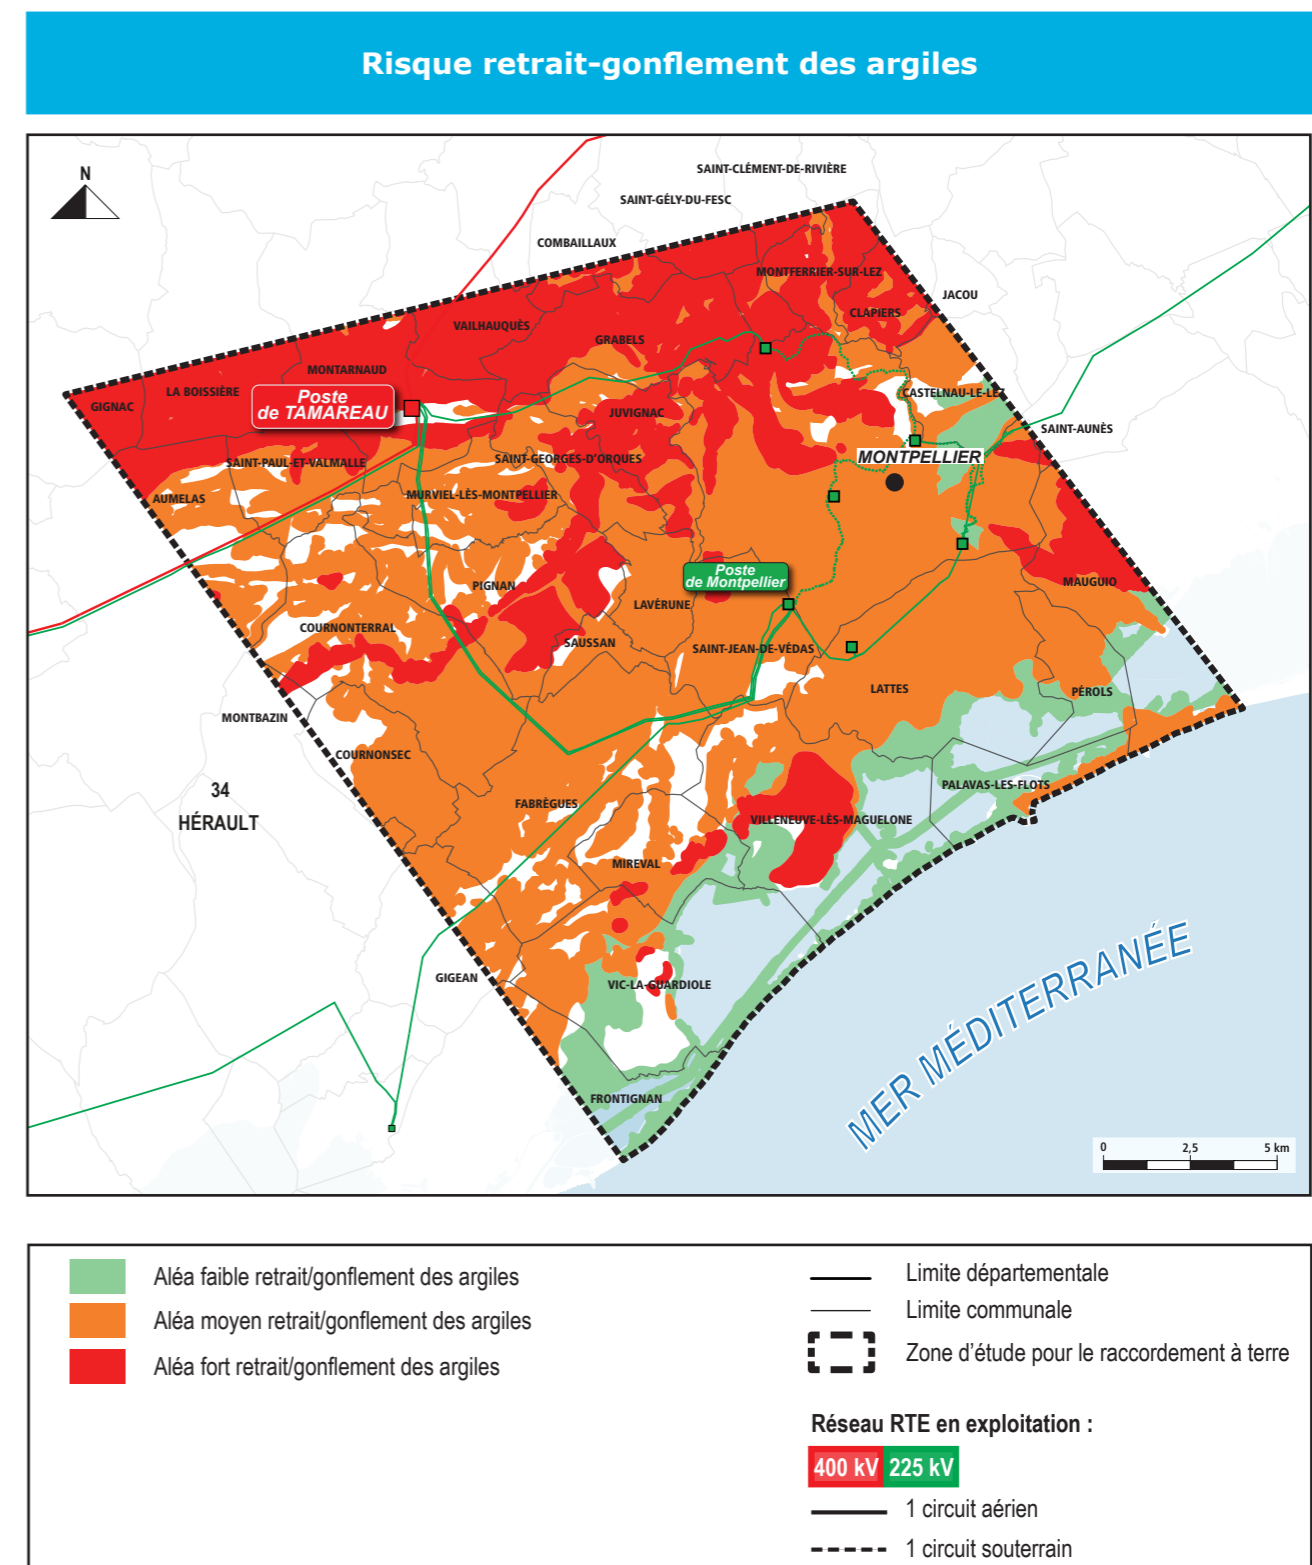 Risque retrait-gonflement des argiles
N
SAINT-CLÉMENT-DE-RIVIÈRE
SAINT-GÉLY-DU-FESC
COMBAILLAUX
MONTFERRIER-SUR-LEZ
JACOU
CLAPIERS
VAILHAUQUÈS
GRABELS
MONTARNAUD
LA BOISSIÈRE
GIGNAC
Poste
de TAMAREAU
CASTELNAU-LE-LEZ
JUVIGNAC
SAINT-AUNÈS
MONTPELLIER
SAINT-GEORGES-D'ORQUES
SAINT-PAUL-ET-VALMALLE
AUMELAS
MURVIEL-LÈS-MONTPELLIER
Poste
de Montpellier
MAUGUIO
PIGNAN
LAVÉRUNE
COURNONTERRAL
SAUSSAN
SAINT-JEAN-DE-VÉDAS
LATTES
PÉROLS
MONTBAZIN
COURNONSEC
34
HÉRAULT
PALAVAS-LES-FLOTS
FABRÈGUES
VILLENEUVE-LÈS-MAGUELONE
MIREVAL
GIGEAN
VIC-LA-GUARDIOLE
MER MÉDITERRANÉE
FRONTIGNAN
0 2,5 5 km
Aléa faible retrait/gonflement des argiles
Aléa moyen retrait/gonflement des argiles
Aléa fort retrait/gonflement des argiles
Limite départementale
Limite communale
Zone d'étude pour le raccordement à terre
Réseau RTE en exploitation :
400 kV 225 kV
1 circuit aérien
1 circuit souterrain